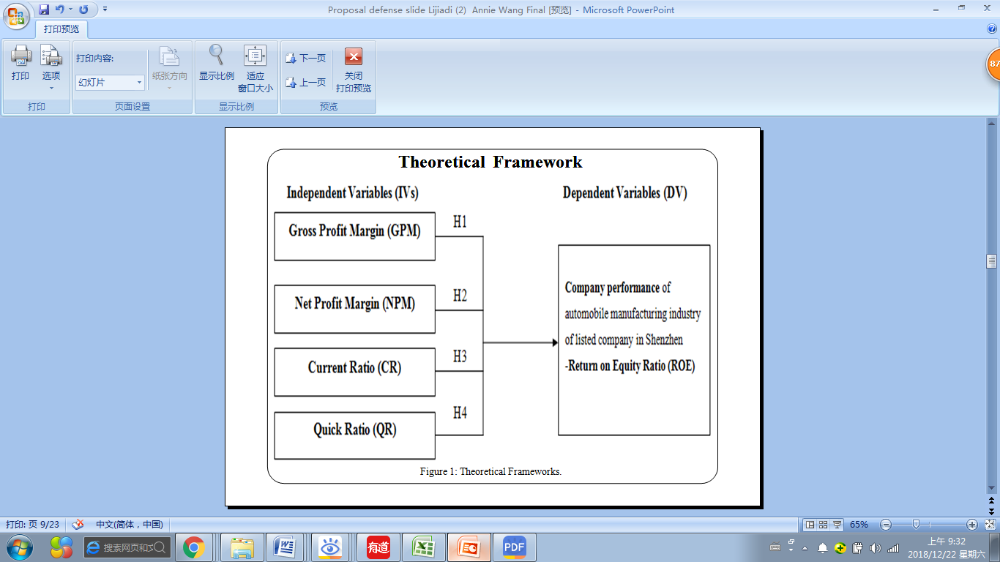 Proposal defense slide Lijiadi (2)  Annie Wang Final [预览] - Microsoft PowerPoint
打印预览
打印
选项
打印内容:
幻灯片
纸张方向
显示比例
适应
窗口大小
下一页
上一页
关闭
打印预览
打印
页面设置
显示比例
预览
87
Theoretical Framework
Independent Variables (IVs)
Dependent Variables (DV)
Gross Profit Margin (GPM)
H1
Net Profit Margin (NPM)
H2
Current Ratio (CR)
H3
Quick Ratio (QR)
H4
Company performance of
automobile manufacturing industry
of listed company in Shenzhen
-Return on Equity Ratio (ROE)
Figure 1: Theoretical Frameworks.
打印: 页 9/23
中文(简体，中国)
65%
搜索网页和文
有道
PDF
上午 9:32
2018/12/22 星期六